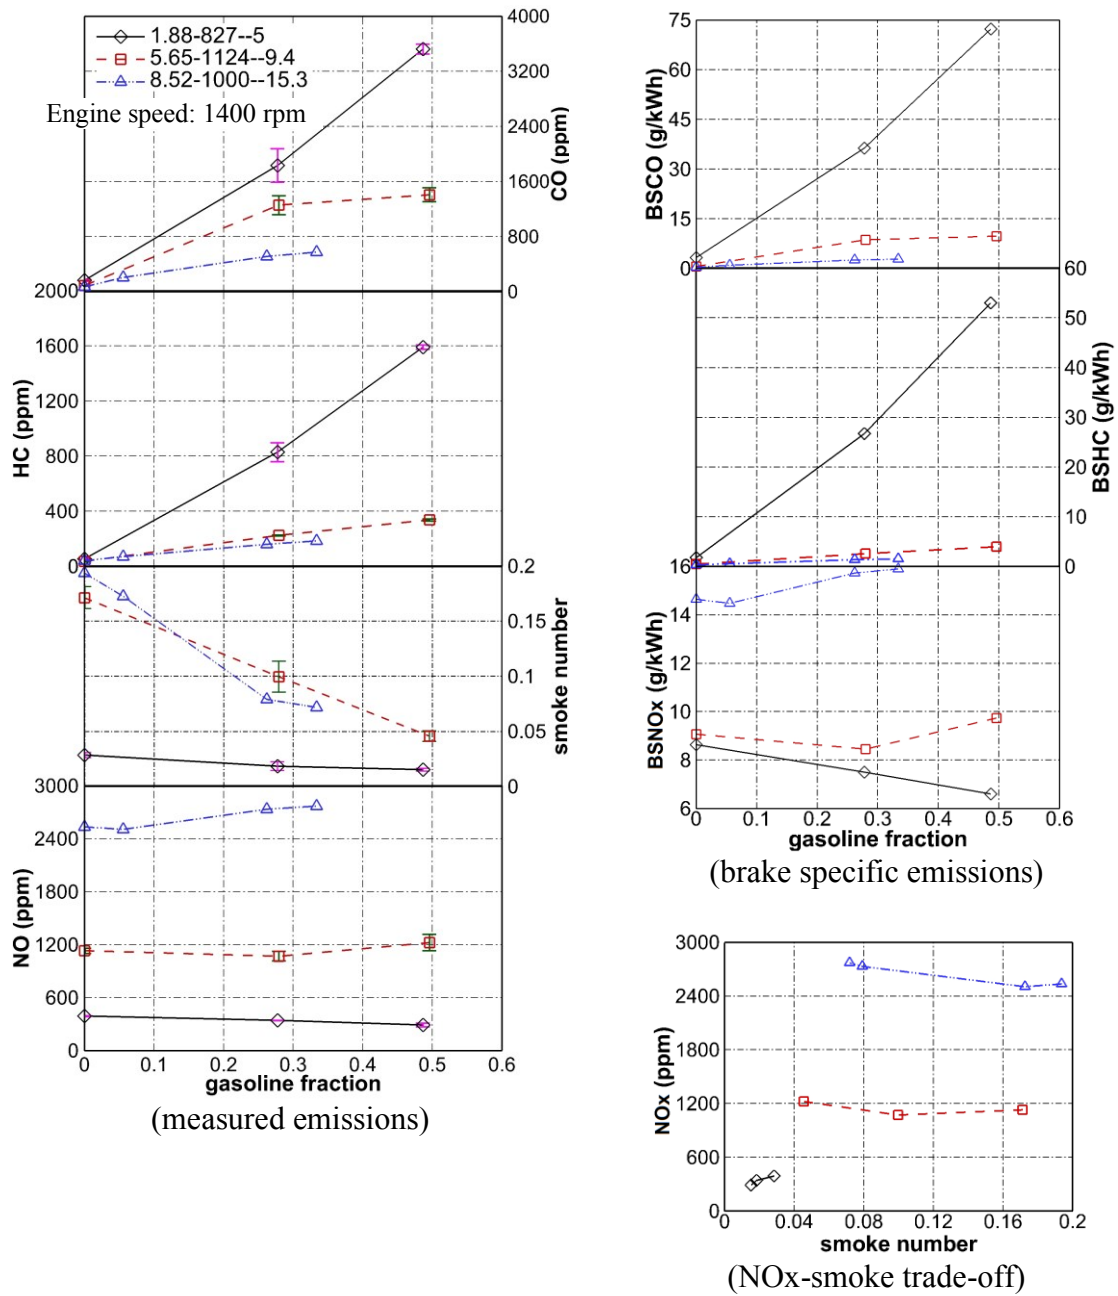 1.88-827--5
5.65-1124--9.4
8.52-1000--15.3
Engine speed: 1400 rpm
4000
3200
2400
1600
800
0
CO (ppm)
2000
1600
1200
800
400
0
HC (ppm)
0.2
0.15
0.1
0.05
0
smoke number
3000
2400
1800
1200
600
0
NO (ppm)
0 0.1 0.2 0.3 0.4 0.5 0.6
gasoline fraction
(measured emissions)
75
60
45
30
15
0
BSCO (g/kWh)
60
50
40
30
20
10
0
BSHC (g/kWh)
16
14
12
10
8
6
BSNOx (g/kWh)
0 0.1 0.2 0.3 0.4 0.5 0.6
gasoline fraction
(brake specific emissions)
3000
2400
1800
1200
600
0
NOx (ppm)
0 0.04 0.08 0.12 0.16 0.2
smoke number
(NOx-smoke trade-off)